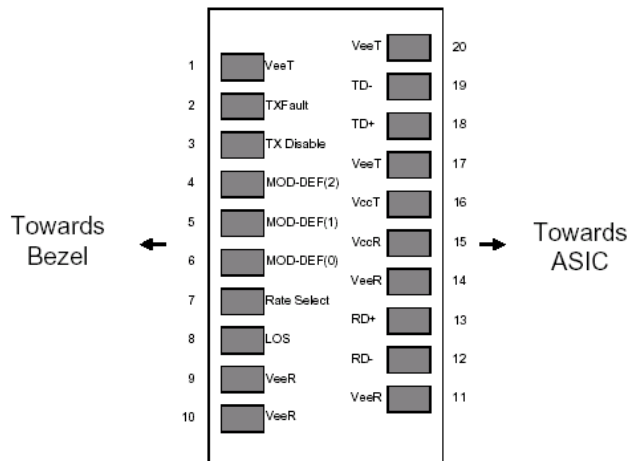 1 VeeT
2 TXFault
3 TX Disable
4 MOD-DEF(2)
5 MOD-DEF(1)
6 MOD-DEF(0)
7 Rate Select
8 LOS
9 VeeR
10 VeeR
VeeT 20
TD- 19
TD+ 18
VeeT 17
VccT 16
VccR 15
VeeR 14
RD+ 13
RD- 12
VeeR 11
Towards
Bezel
Towards
ASIC